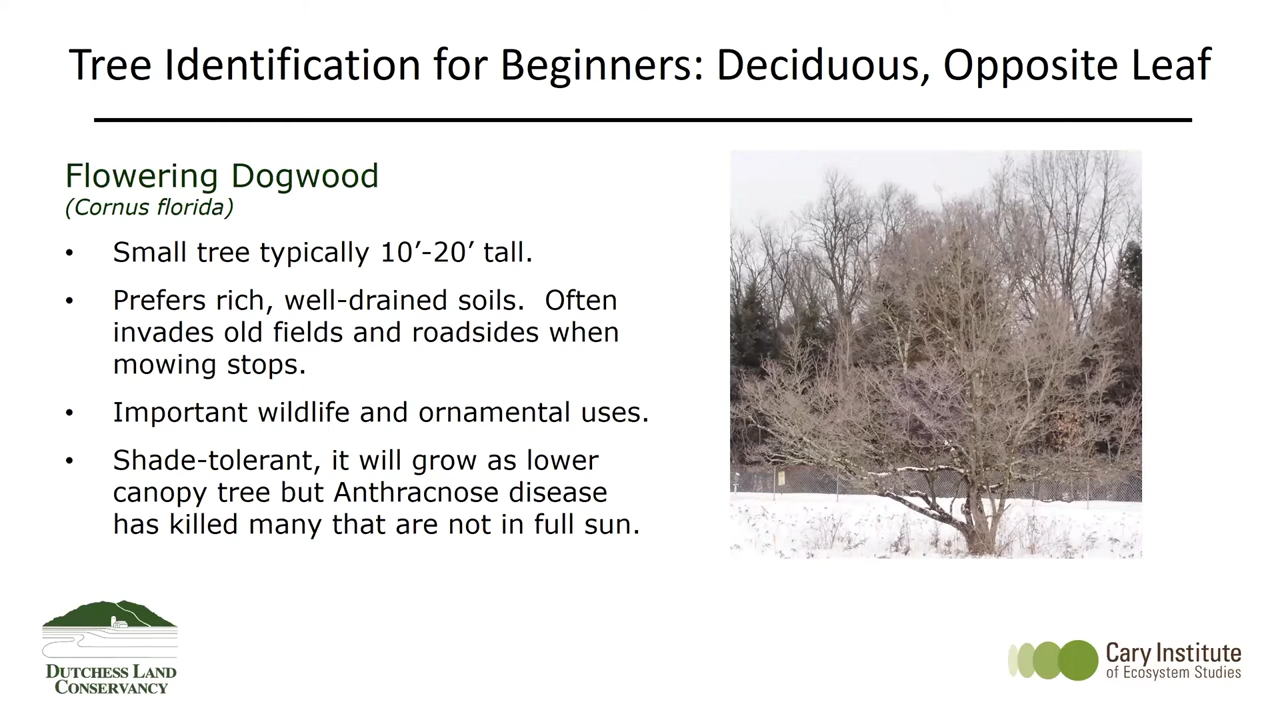 Tree Identification for Beginners: Deciduous, Opposite Leaf
Flowering Dogwood
(Cornus florida)
• Small tree typically 10’-20’ tall.
• Prefers rich, well-drained soils.  Often
invades old fields and roadsides when
mowing stops.
• Important wildlife and ornamental uses.
• Shade-tolerant, it will grow as lower
canopy tree but Anthracnose disease
has killed many that are not in full sun.
DUTCHESS LAND
CONSERVANCY
Cary Institute
of Ecosystem Studies